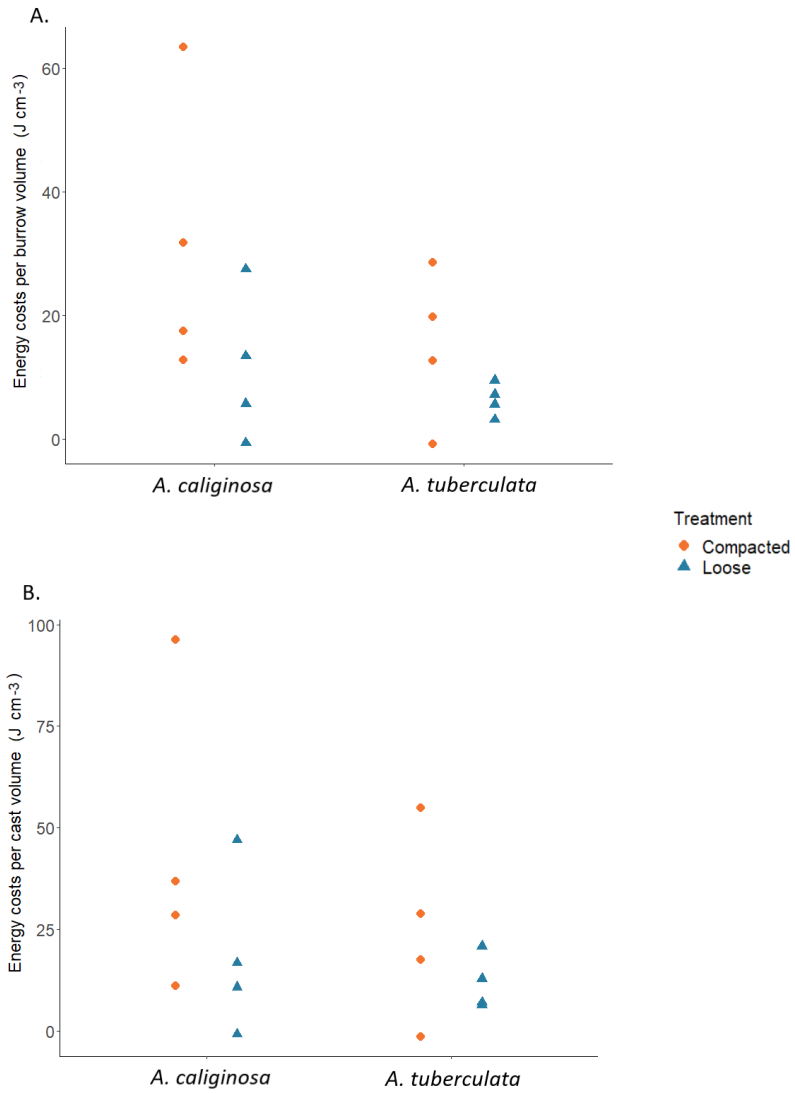 A.
Energy costs per burrow volume (J cm-3)
60
40
20
0
A. caliginosa
A. tuberculata
Treatment
Compacted
Loose
B.
Energy costs per cast volume (J cm-3)
100
75
50
25
0
A. caliginosa
A. tuberculata